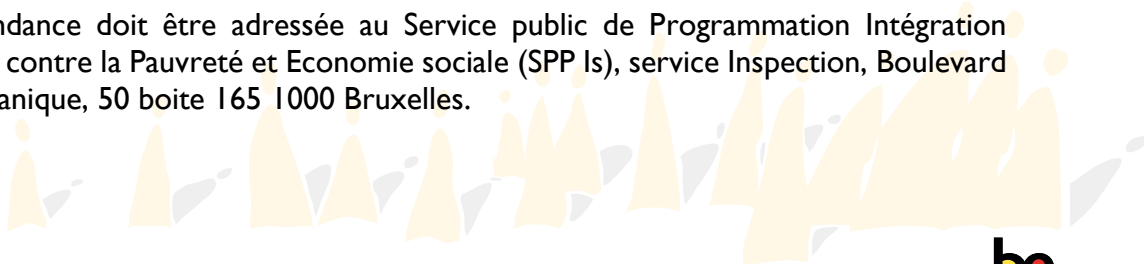 ndance doit être adressée au Service public de Programmation Intégration
contre la Pauvreté et Economie sociale (SPP Is), service Inspection, Boulevard
anique, 50 boite 165 1000 Bruxelles.
.be